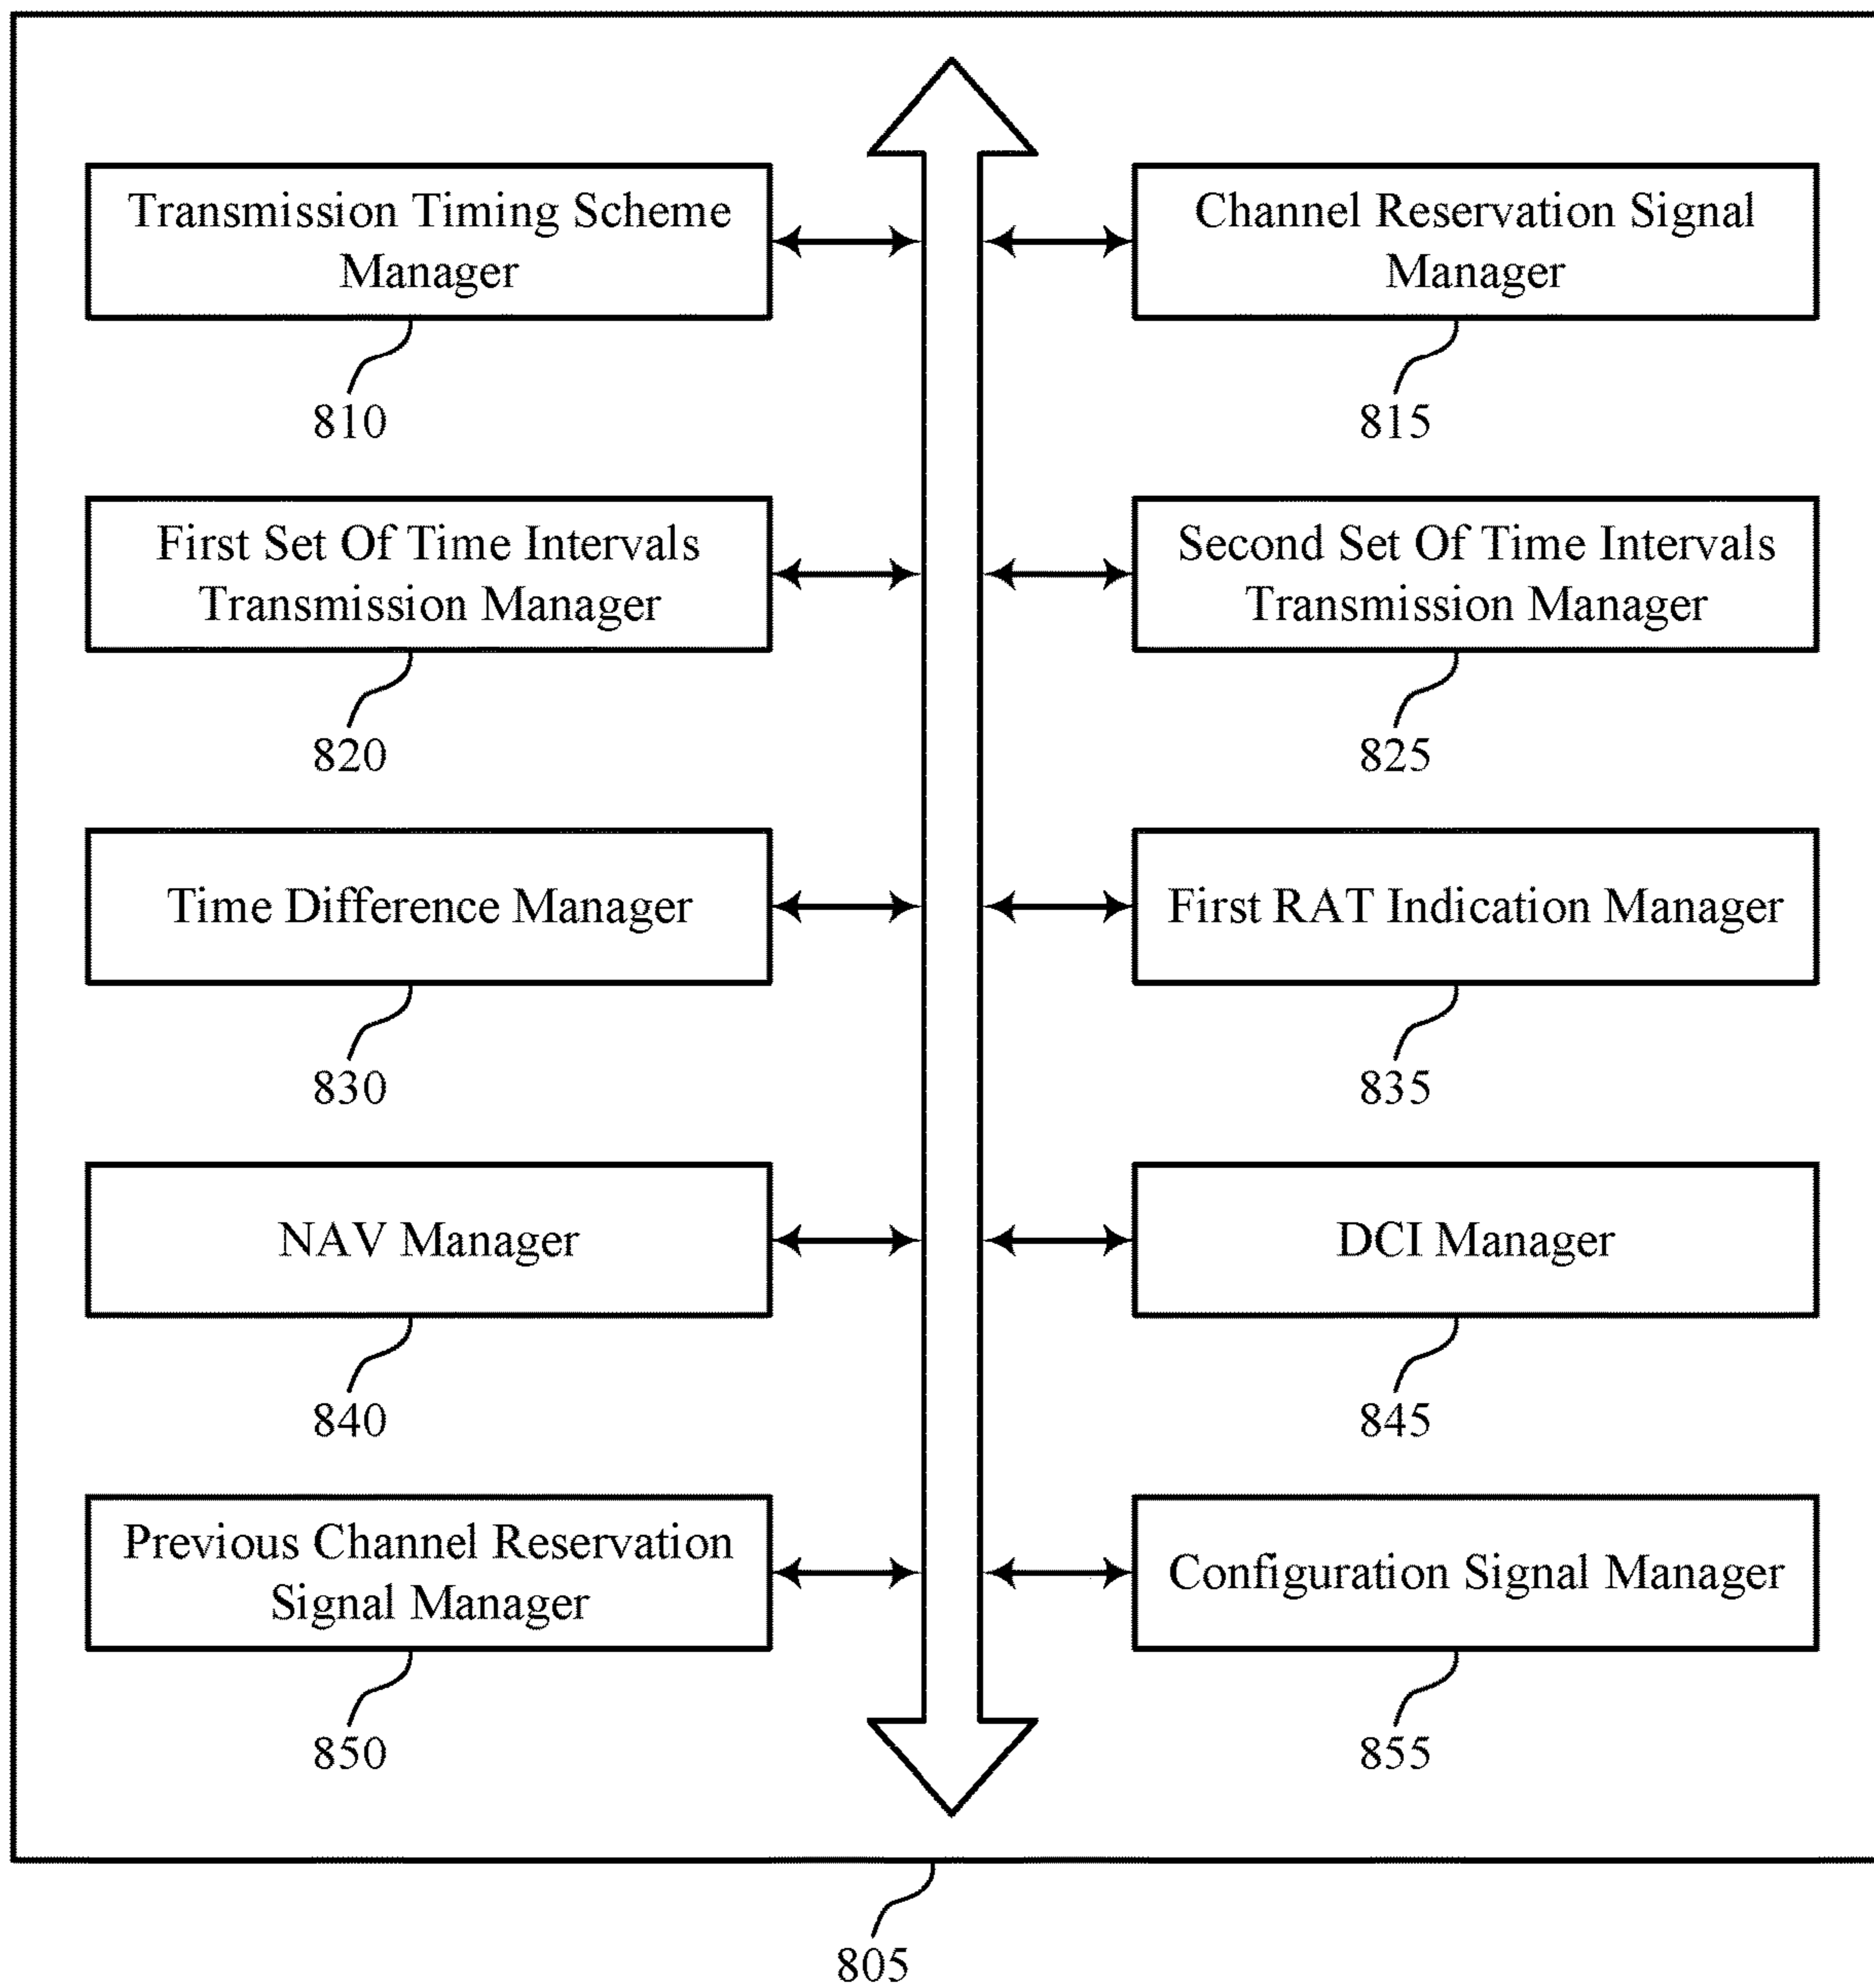 Transmission Timing Scheme
Manager
810
Channel Reservation Signal
Manager
815
First Set Of Time Intervals
Transmission Manager
820
Second Set Of Time Intervals
Transmission Manager
825
Time Difference Manager
830
First RAT Indication Manager
835
NAV Manager
840
DCI Manager
845
Previous Channel Reservation
Signal Manager
850
Configuration Signal Manager
855
805